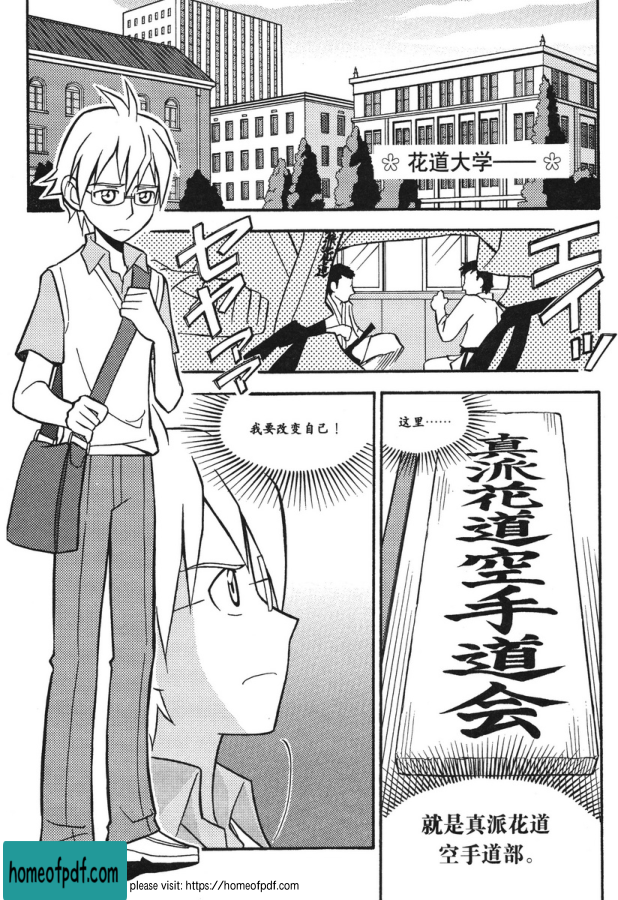 花道大学——
セヤァァ
エイッ
我要改变自己！
这里……
真派花道空手道会
就是真派花道
空手道部。
homeofpdf.com
please visit: https://homeofpdf.com